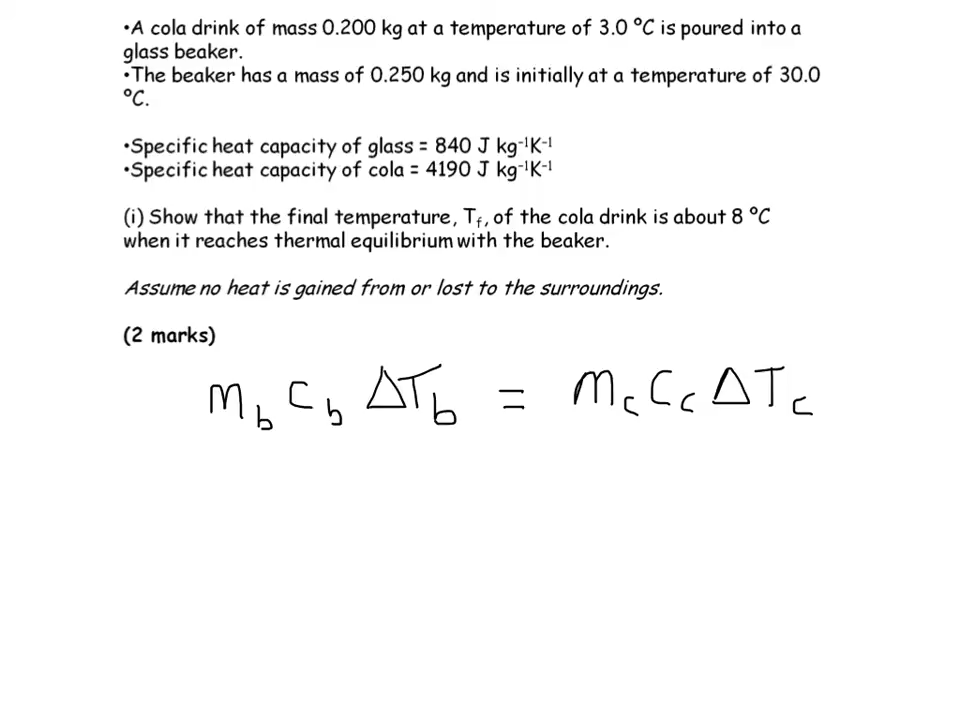 •A cola drink of mass 0.200 kg at a temperature of 3.0 ºC is poured into a
glass beaker.
•The beaker has a mass of 0.250 kg and is initially at a temperature of 30.0
ºC.
•Specific heat capacity of glass = 840 J kg⁻¹K⁻¹
•Specific heat capacity of cola = 4190 J kg⁻¹K⁻¹
(i) Show that the final temperature, T_f, of the cola drink is about 8 ºC
when it reaches thermal equilibrium with the beaker.
Assume no heat is gained from or lost to the surroundings.
(2 marks)
m_b c_b ΔT_b = m_c c_c ΔT_c